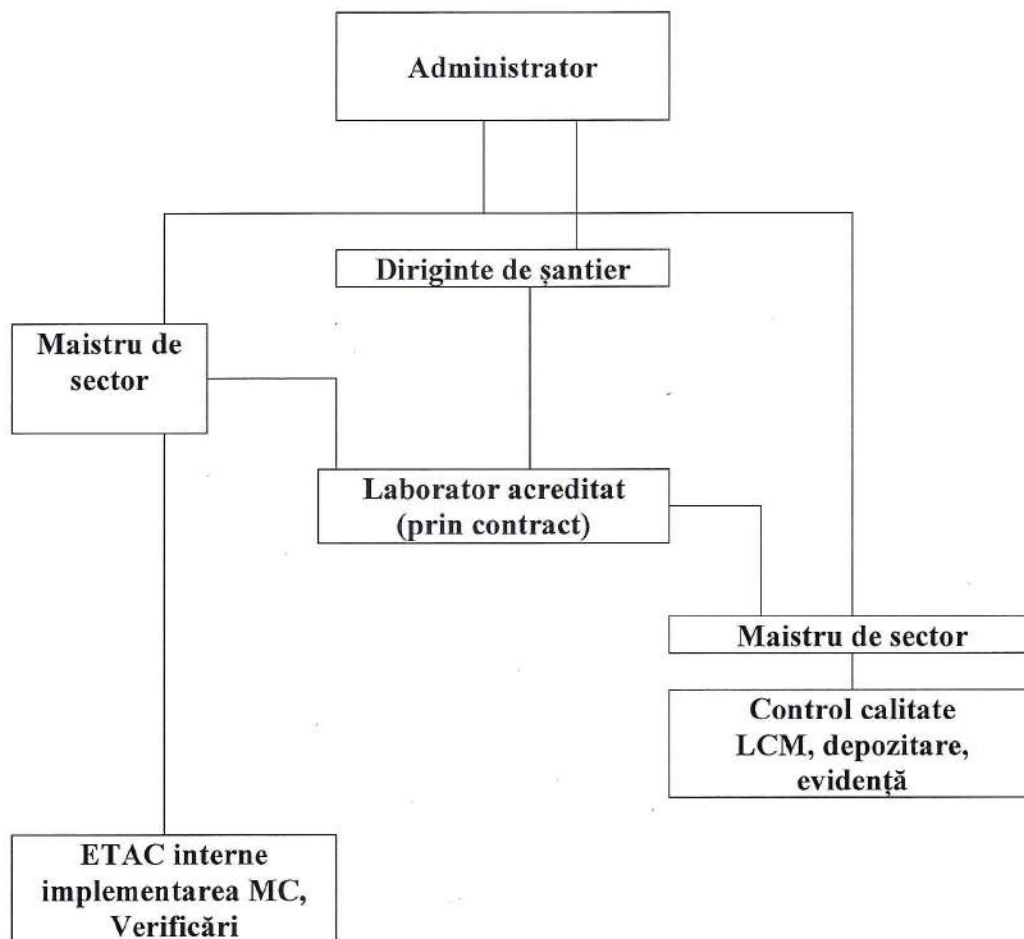 Administrator
Diriginte de șantier
Maistru de
sector
Laborator acreditat
(prin contract)
Maistru de sector
Control calitate
LCM, depozitare,
evidență
ETAC interne
implementarea MC,
Verificări